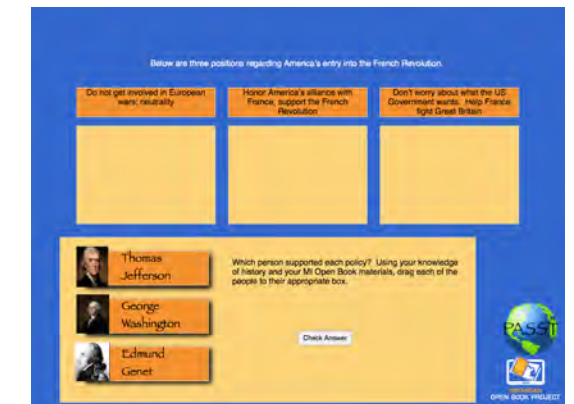 Below are three positions regarding America's entry into the French Revolution.
Do not get involved in European
wars; neutrality
Honor America's alliance with
France, support the French
Revolution
Don't worry about what the US
Government wants. Help France
fight Great Britain
Thomas
Jefferson
George
Washington
Edmund
Genet
Which person supported each policy? Using your knowledge
of history and your MI Open Book materials, drag each of the
people to their appropriate box.
Check Answer
PASST
MICHIGAN
OPEN BOOK PROJECT